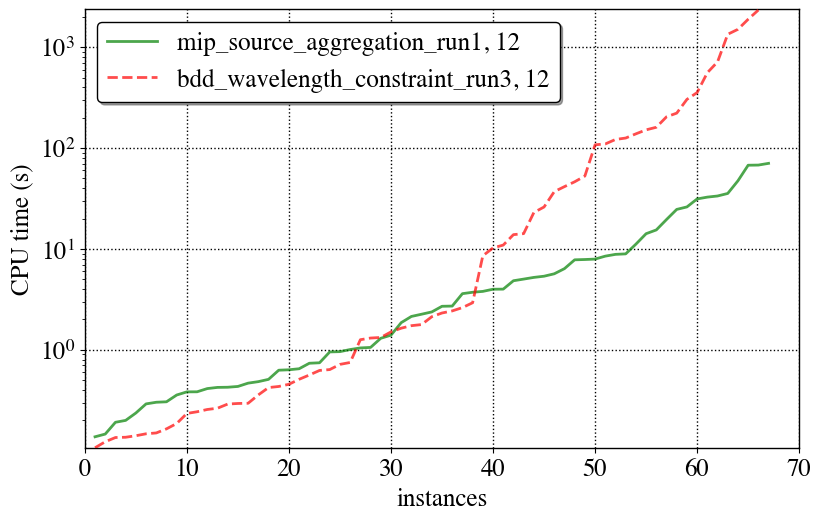 mip_source_aggregation_run1, 12
bdd_wavelength_constraint_run3, 12
CPU time (s)
10³
10²
10¹
10⁰
0 10 20 30 40 50 60 70
instances